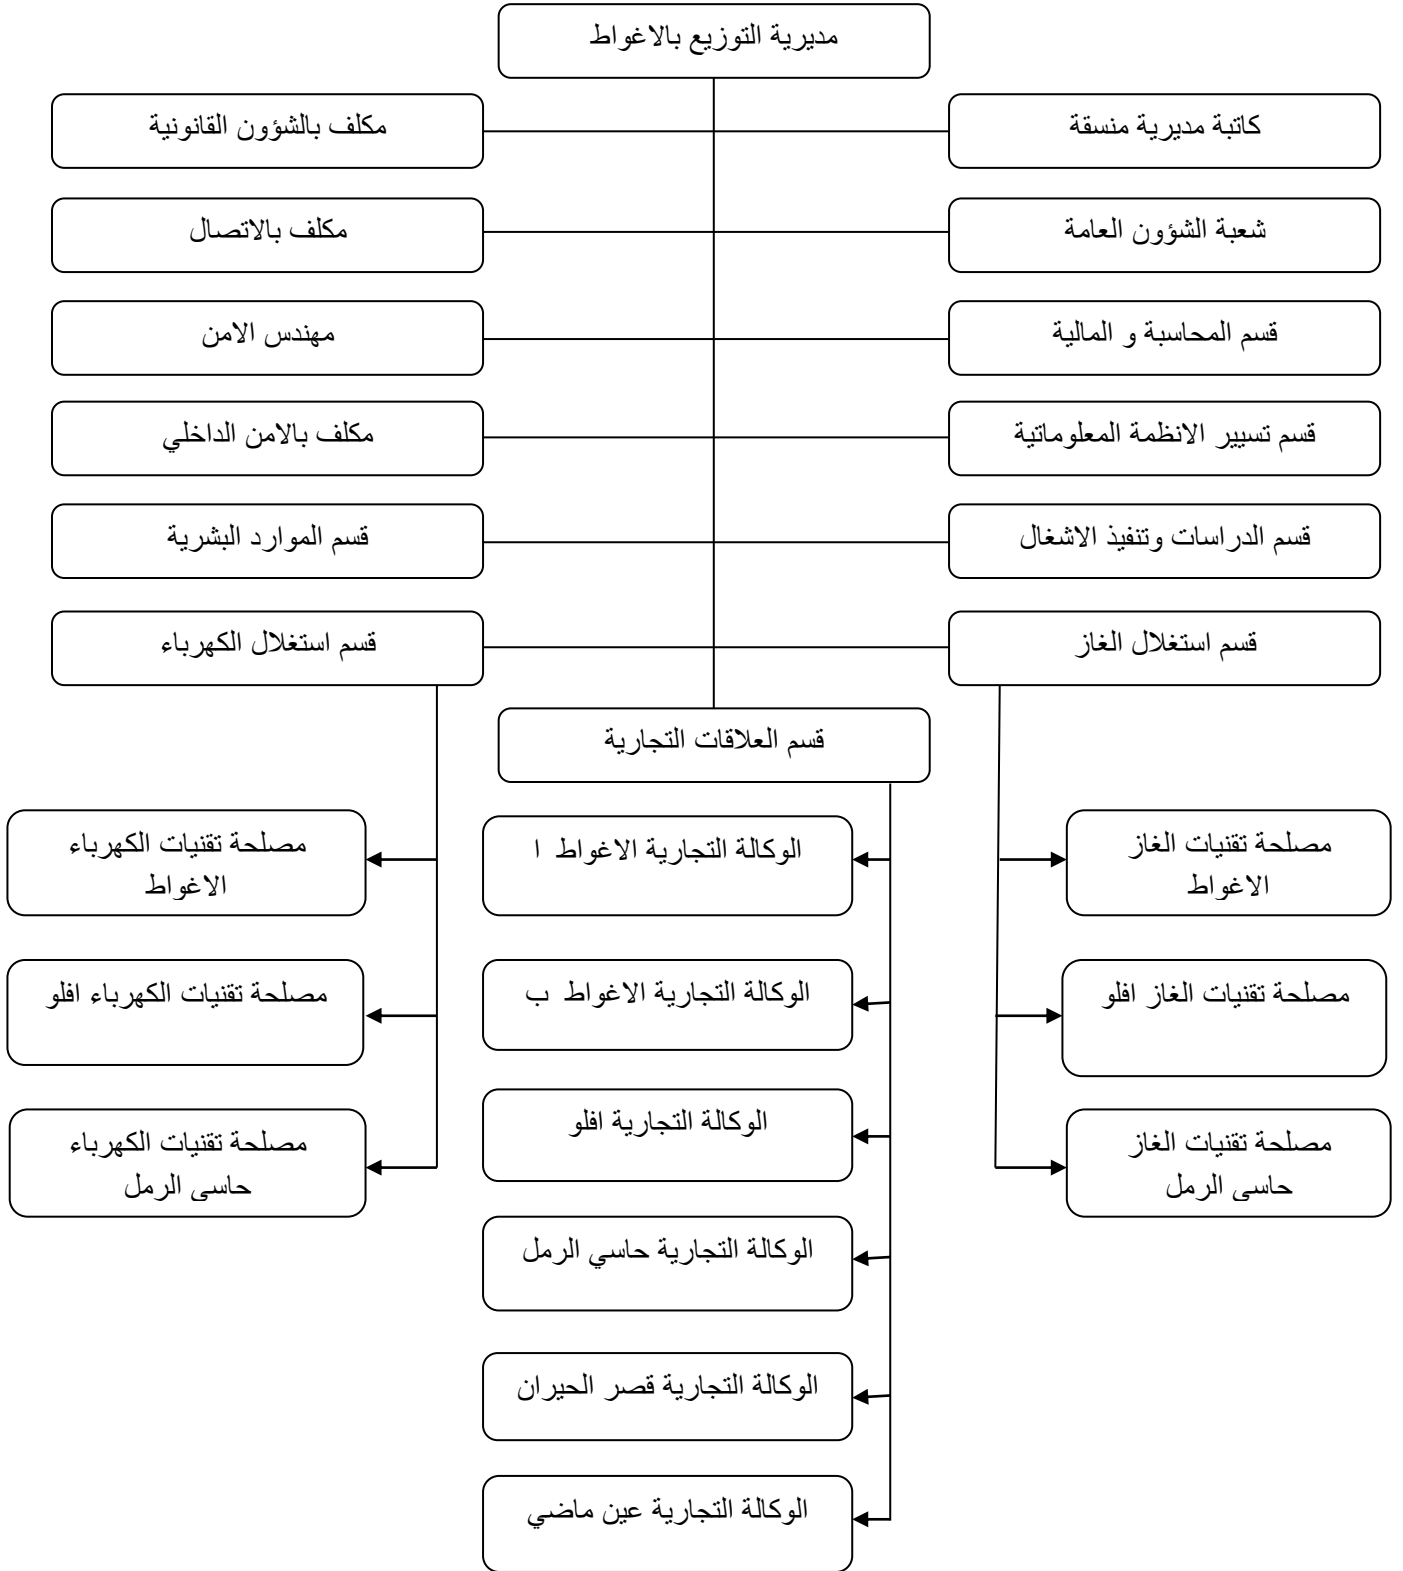 مديرية التوزيع بالاغواط
كاتبة مديرية منسقة
مكلف بالشؤون القانونية
شعبة الشؤون العامة
مكلف بالاتصال
قسم المحاسبة و المالية
مهندس الامن
قسم تسيير الانظمة المعلوماتية
مكلف بالامن الداخلي
قسم الدراسات وتنفيذ الاشغال
قسم الموارد البشرية
قسم استغلال الغاز
قسم استغلال الكهرباء
قسم العلاقات التجارية
مصلحة تقنيات الغاز
الاغواط
الوكالة التجارية الاغواط ا
مصلحة تقنيات الكهرباء
الاغواط
مصلحة تقنيات الغاز افلو
الوكالة التجارية الاغواط ب
مصلحة تقنيات الكهرباء افلو
مصلحة تقنيات الغاز
حاسي الرمل
الوكالة التجارية افلو
مصلحة تقنيات الكهرباء
حاسي الرمل
الوكالة التجارية حاسي الرمل
الوكالة التجارية قصر الحيران
الوكالة التجارية عين ماضي